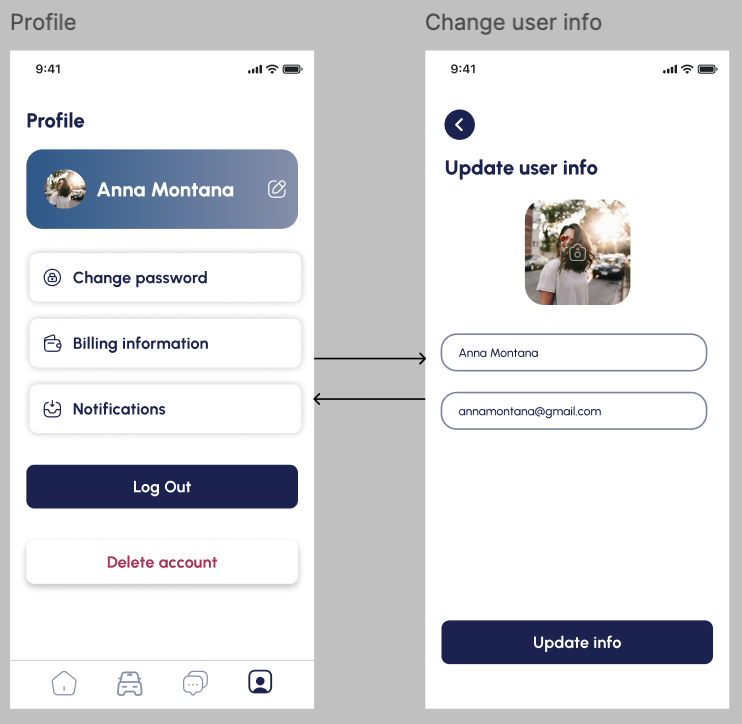 Profile
9:41
Profile
Anna Montana
Change password
Billing information
Notifications
Log Out
Delete account
Change user info
9:41
Update user info
Anna Montana
annamontana@gmail.com
Update info